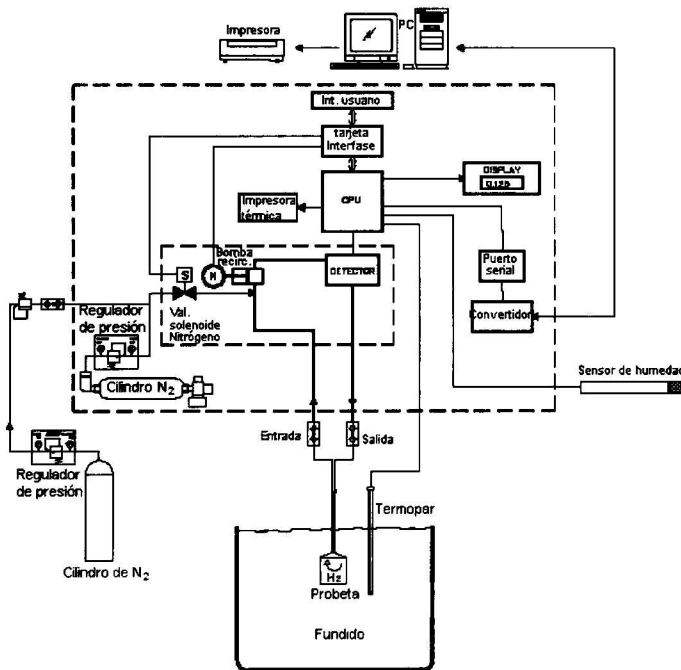 Impresora
PC
Int. usuario
tarjeta
Interfase
DISPLAY
0.125
Impresora
térmica
CPU
Bomba
recirc.
DETECTOR
Puerto
serial
S
M
Convertidor
Val.
solenoide
Nitrógeno
Regulador
de presión
Cilindro N2
Sensor de humedad
Entrada
Salida
Regulador
de presión
Termopar
Cilindro de N2
H2
Probeta
Fundido